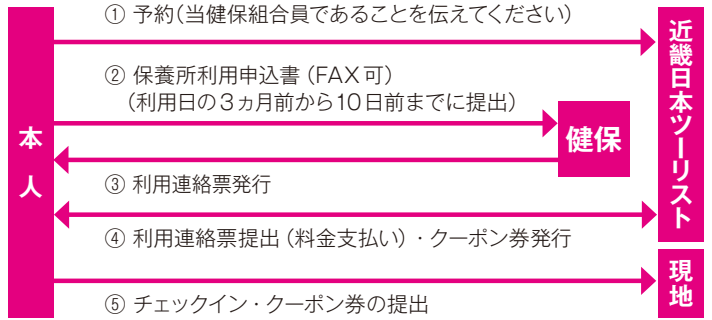 ① 予約(当健保組合員であることを伝えてください)
② 保養所利用申込書(FAX可)
(利用日の3ヵ月前から10日前までに提出)
本人
健保
近畿日本ツーリスト
③ 利用連絡票発行
④ 利用連絡票提出(料金支払い)・クーポン券発行
現地
⑤ チェックイン・クーポン券の提出